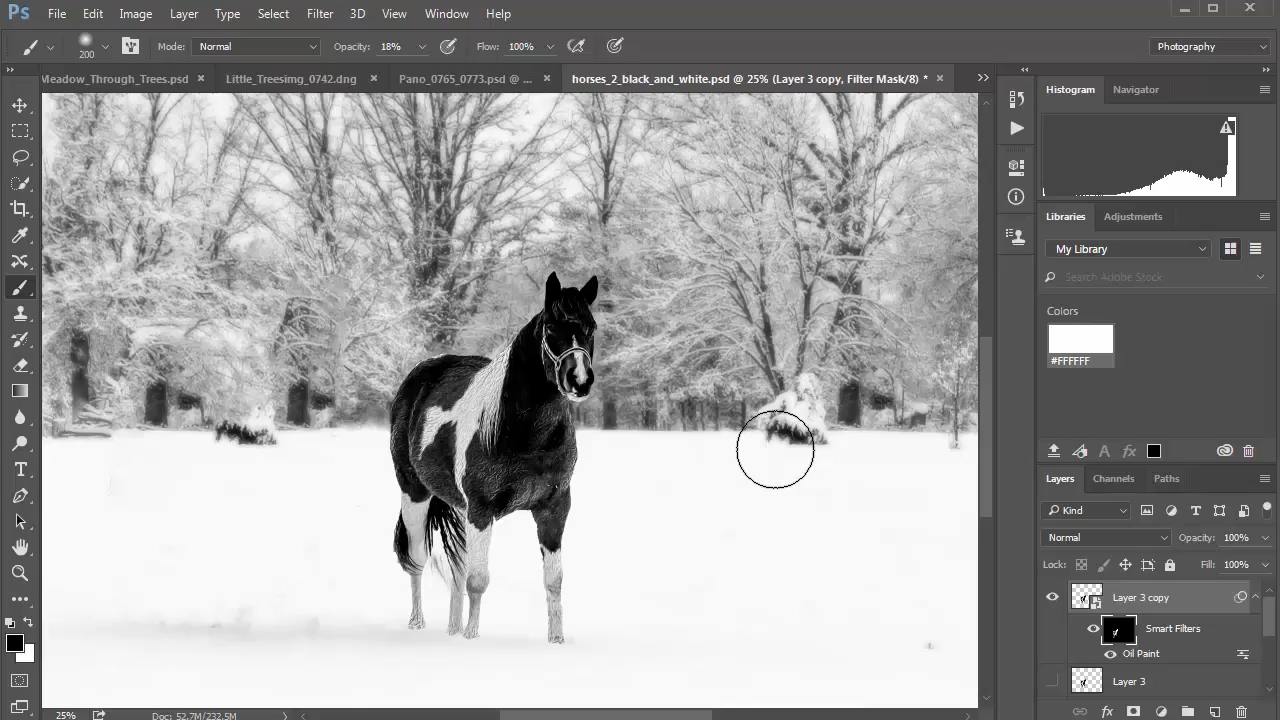 Ps File Edit Image Layer Type Select Filter 3D View Window Help
200 Mode: Normal Opacity: 18% Flow: 100% Photography
Meadow_Through_Trees.psd × Little_Treesimg_0742.dng × Pano_0765_0773.psd @ ... × horses_2_black_and_white.psd @ 25% (Layer 3 copy, Filter Mask/8) * ×
Histogram Navigator
Libraries Adjustments
My Library
Search Adobe Stock
Colors
#FFFFFF
Layers Channels Paths
Kind
Normal Opacity: 100%
Lock: Fill: 100%
Layer 3 copy
Smart Filters
Oil Paint
Layer 3
25% Doc: 52.7M/232.5M